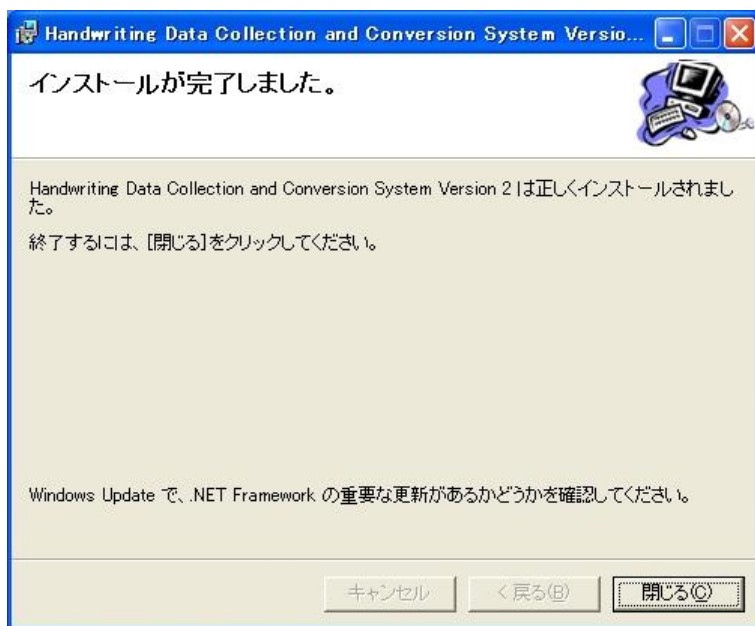 Handwriting Data Collection and Conversion System Versio...
インストールが完了しました。
Handwriting Data Collection and Conversion System Version 2 は正しくインストールされまし
た。
終了するには、[閉じる]をクリックしてください。
Windows Update で、.NET Framework の重要な更新があるかどうかを確認してください。
キャンセル
< 戻る(B)
閉じる(C)